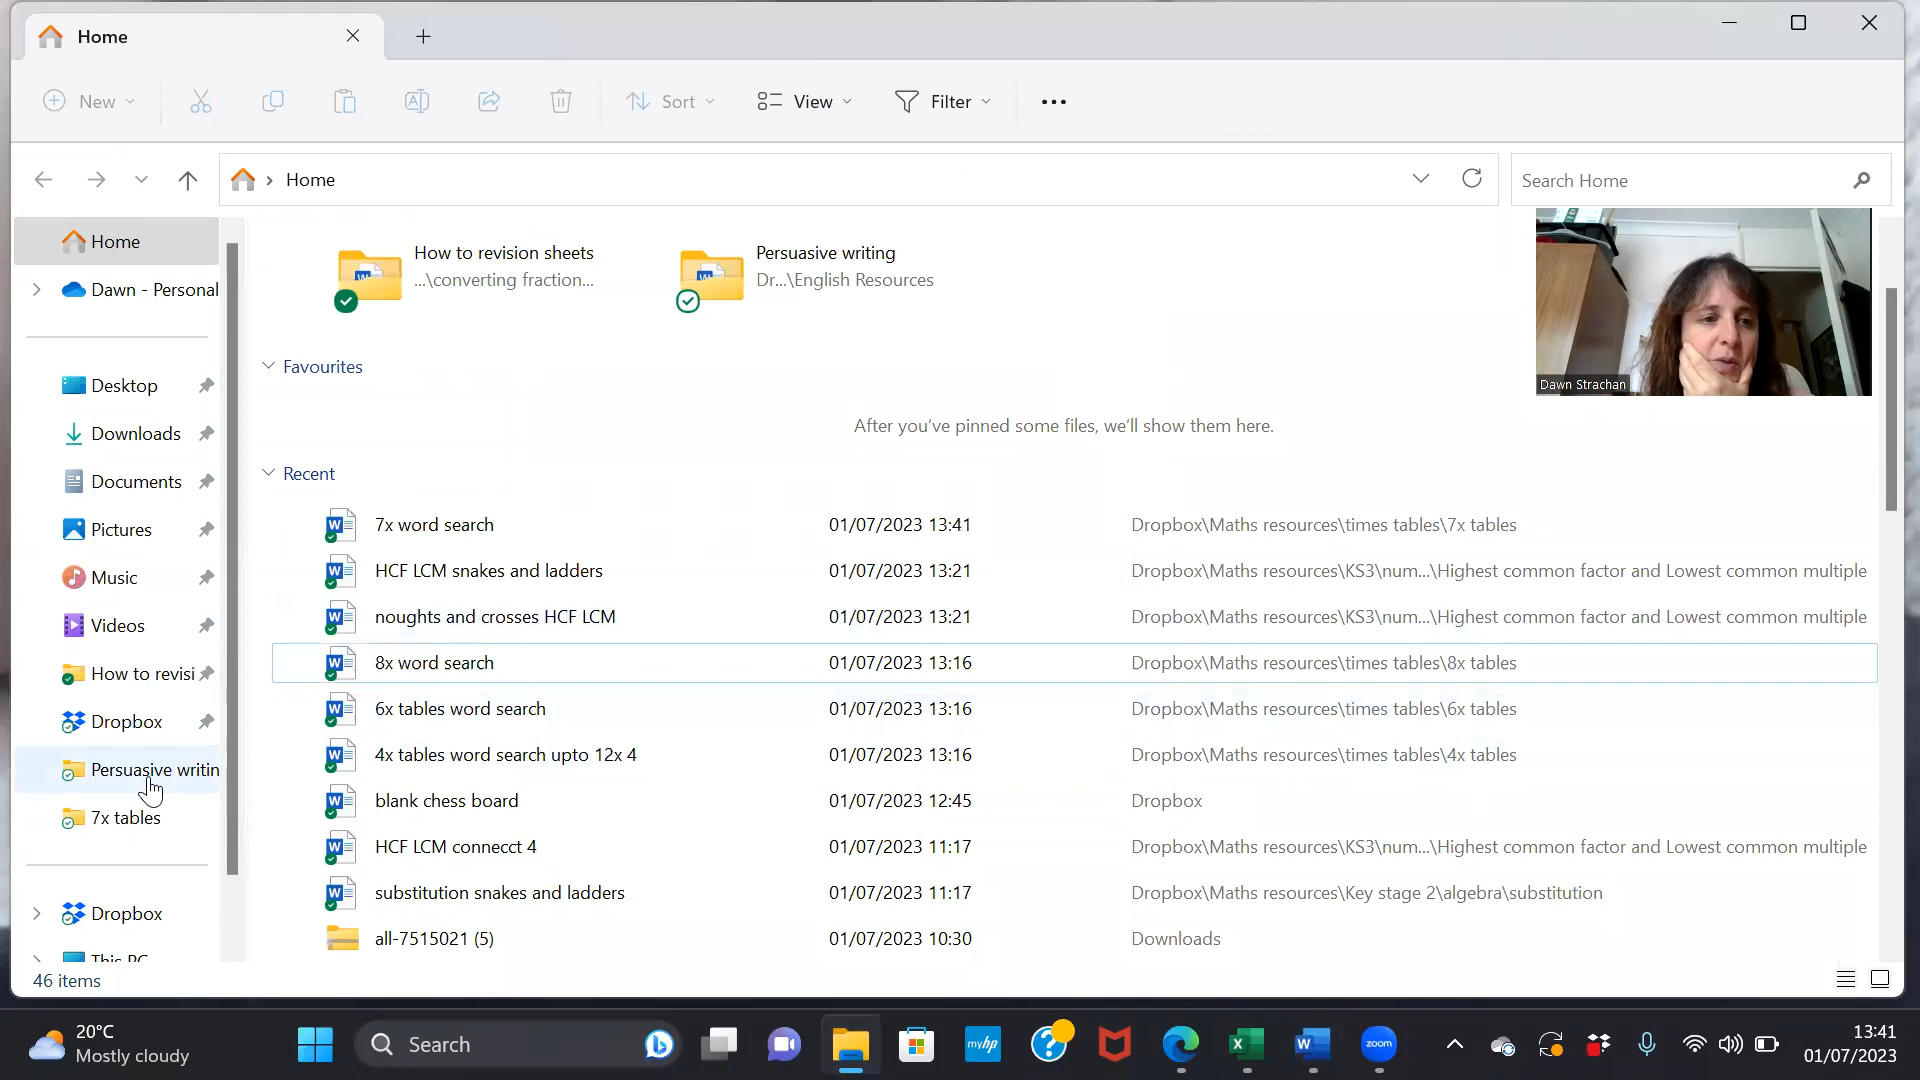 Home
New
Sort
View
Filter
Home
Search Home
Home
Dawn - Personal
Desktop
Downloads
Documents
Pictures
Music
Videos
How to revisi
Dropbox
Persuasive writin
7x tables
Dropbox
This PC
46 items
How to revision sheets
...\converting fraction...
Persuasive writing
Dr...\English Resources
Dawn Strachan
Favourites
After you've pinned some files, we'll show them here.
Recent
7x word search 01/07/2023 13:41 Dropbox\Maths resources\times tables\7x tables
HCF LCM snakes and ladders 01/07/2023 13:21 Dropbox\Maths resources\KS3\num...\Highest common factor and Lowest common multiple
noughts and crosses HCF LCM 01/07/2023 13:21 Dropbox\Maths resources\KS3\num...\Highest common factor and Lowest common multiple
8x word search 01/07/2023 13:16 Dropbox\Maths resources\times tables\8x tables
6x tables word search 01/07/2023 13:16 Dropbox\Maths resources\times tables\6x tables
4x tables word search upto 12x 4 01/07/2023 13:16 Dropbox\Maths resources\times tables\4x tables
blank chess board 01/07/2023 12:45 Dropbox
HCF LCM connecct 4 01/07/2023 11:17 Dropbox\Maths resources\KS3\num...\Highest common factor and Lowest common multiple
substitution snakes and ladders 01/07/2023 11:17 Dropbox\Maths resources\Key stage 2\algebra\substitution
all-7515021 (5) 01/07/2023 10:30 Downloads
20°C
Mostly cloudy
Search
myhp
zoom
13:41
01/07/2023